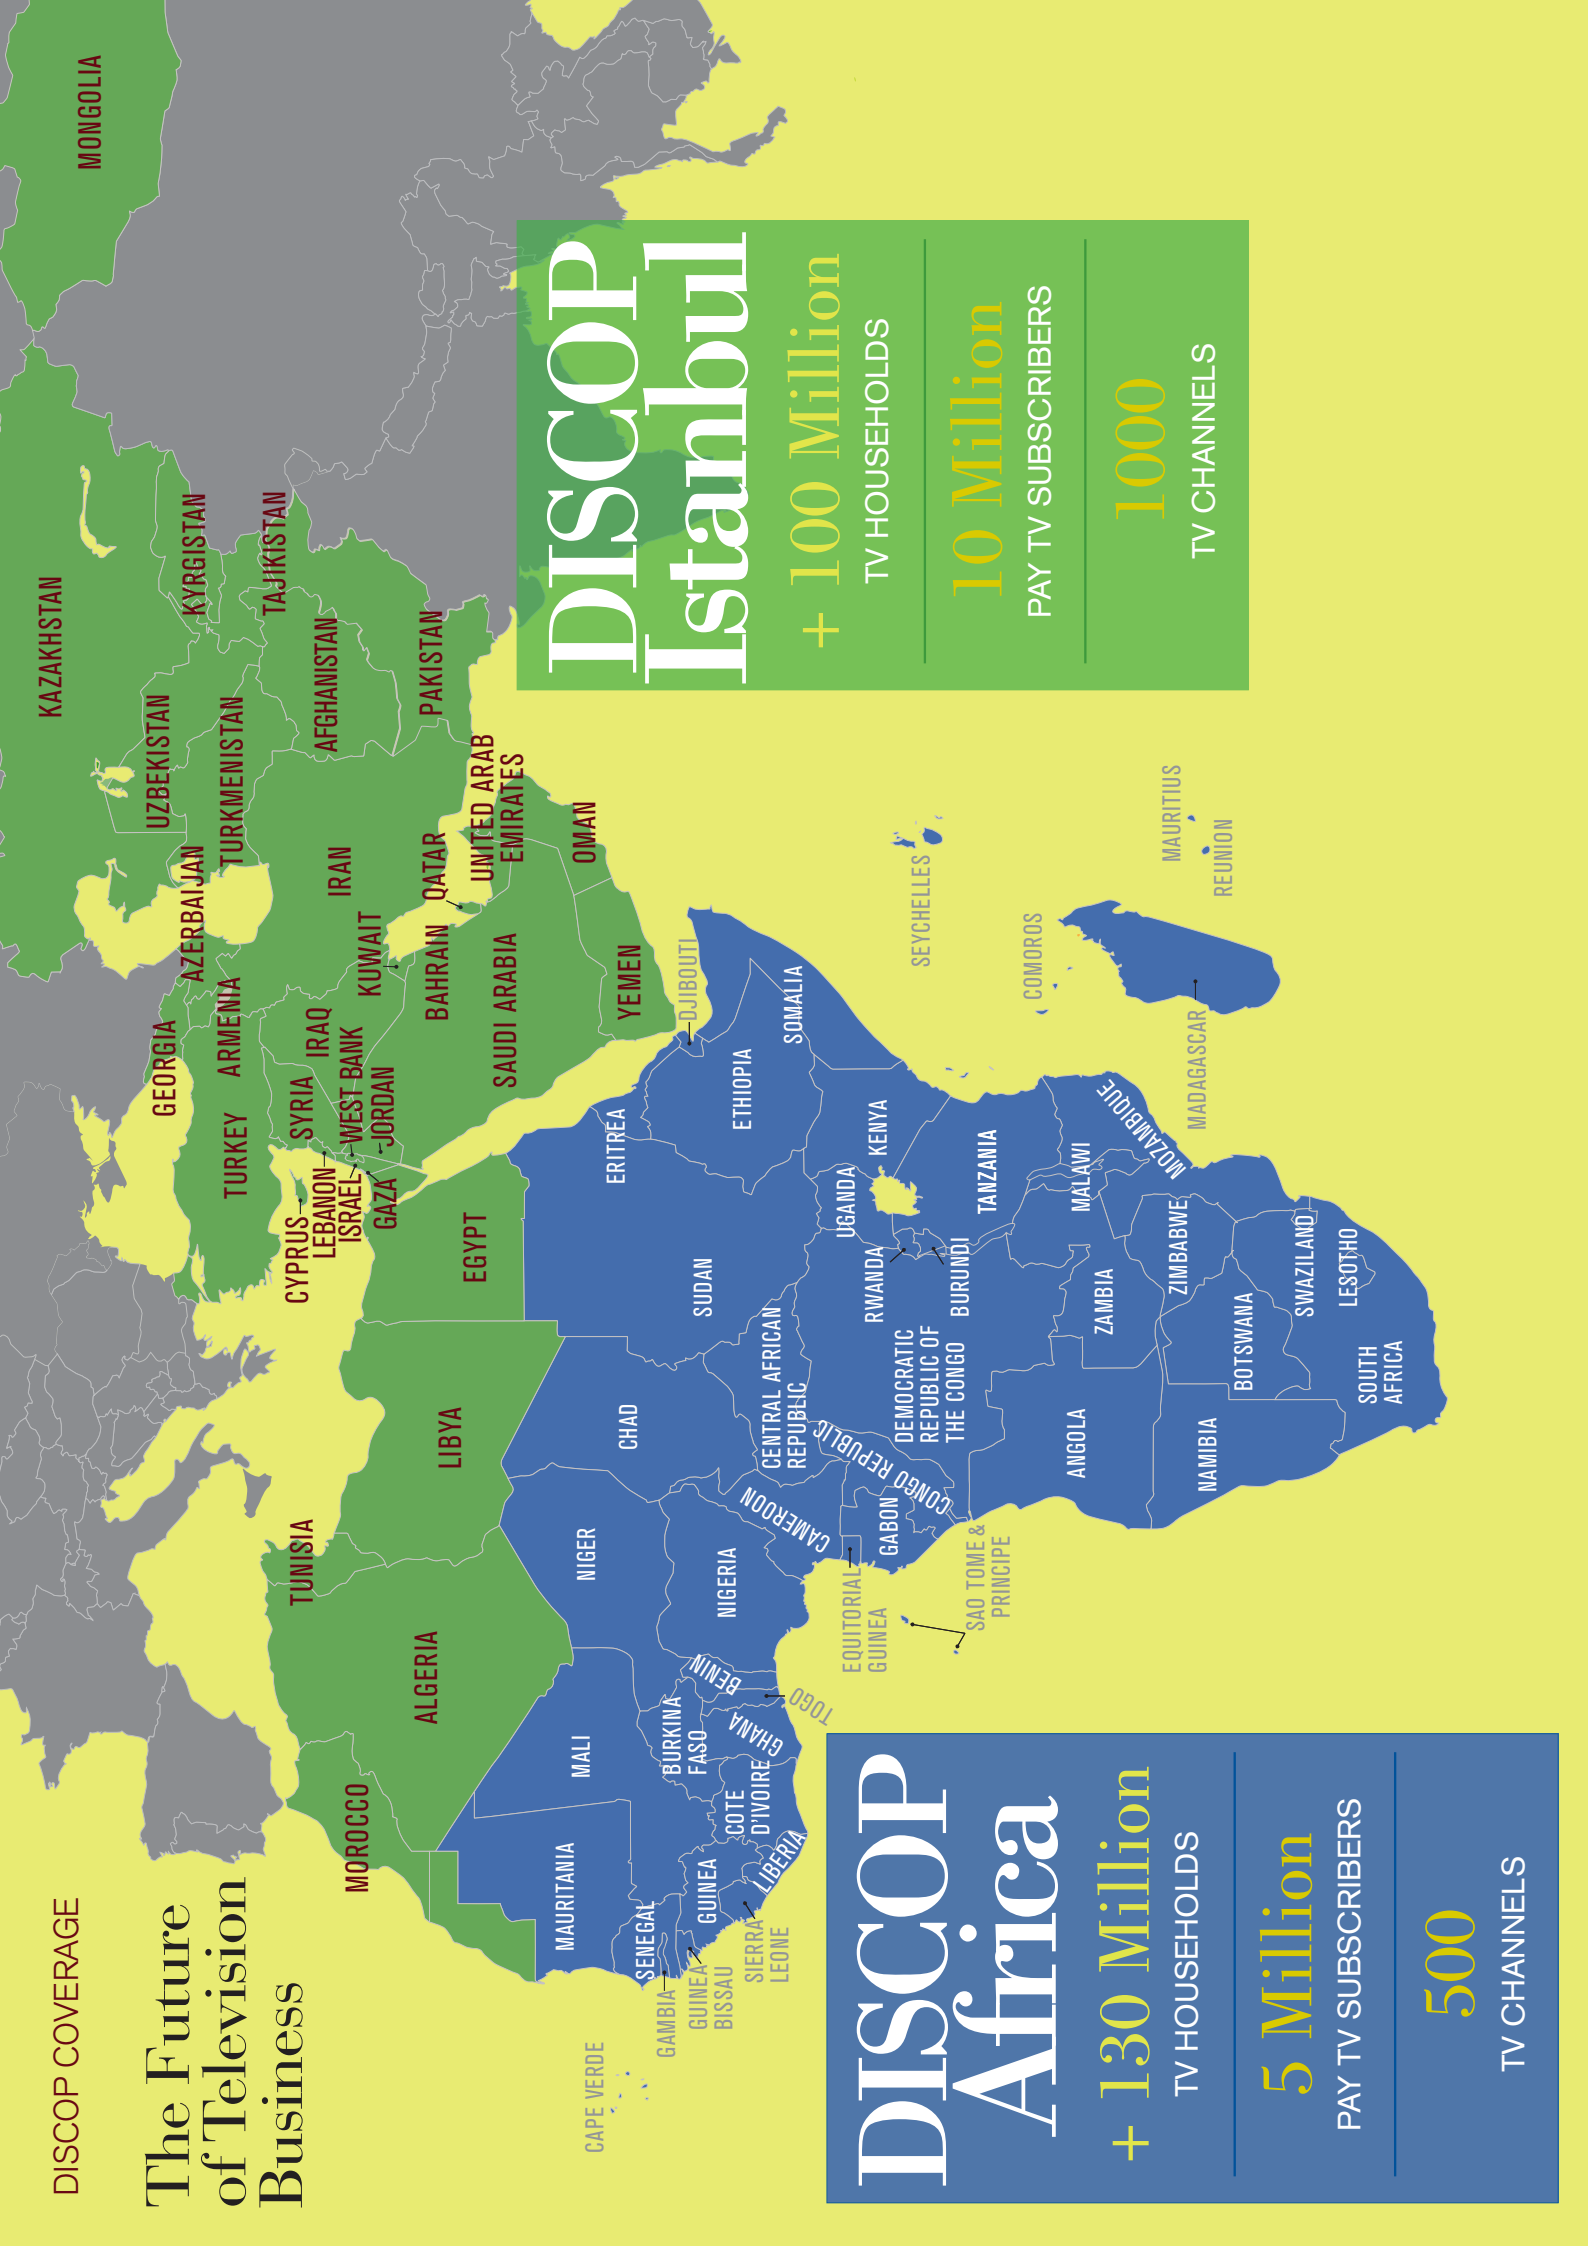 DISCOP COVERAGE
The Future
of Television
Business
MONGOLIA
KAZAKHSTAN
KYRGISTAN
TAJIKISTAN
UZBEKISTAN
TURKMENISTAN
AFGHANISTAN
PAKISTAN
AZERBAIJAN
GEORGIA
ARMENIA
TURKEY
IRAN
IRAQ
SYRIA
WEST BANK
JORDAN
KUWAIT
BAHRAIN
QATAR
UNITED ARAB
EMIRATES
OMAN
SAUDI ARABIA
YEMEN
CYPRUS
LEBANON
ISRAEL
GAZA
EGYPT
LIBYA
TUNISIA
ALGERIA
MOROCCO
MAURITANIA
MALI
NIGER
CHAD
SUDAN
ERITREA
DJIBOUTI
ETHIOPIA
SOMALIA
SENEGAL
GAMBIA
GUINEA
BISSAU
GUINEA
SIERRA
LEONE
LIBERIA
COTE
D'IVOIRE
BURKINA
FASO
GHANA
TOGO
BENIN
NIGERIA
CAMEROON
CENTRAL AFRICAN
REPUBLIC
EQUITORIAL
GUINEA
GABON
CONGO REPUBLIC
SAO TOME &
PRINCIPE
DEMOCRATIC
REPUBLIC OF
THE CONGO
UGANDA
KENYA
RWANDA
BURUNDI
TANZANIA
ANGOLA
ZAMBIA
MALAWI
MOZAMBIQUE
ZIMBABWE
NAMIBIA
BOTSWANA
SWAZILAND
LESOTHO
SOUTH
AFRICA
CAPE VERDE
SEYCHELLES
COMOROS
MADAGASCAR
MAURITIUS
REUNION
DISCOP
Africa
+ 130 Million
TV HOUSEHOLDS
5 Million
PAY TV SUBSCRIBERS
500
TV CHANNELS
DISCOP
Istanbul
+ 100 Million
TV HOUSEHOLDS
10 Million
PAY TV SUBSCRIBERS
1000
TV CHANNELS